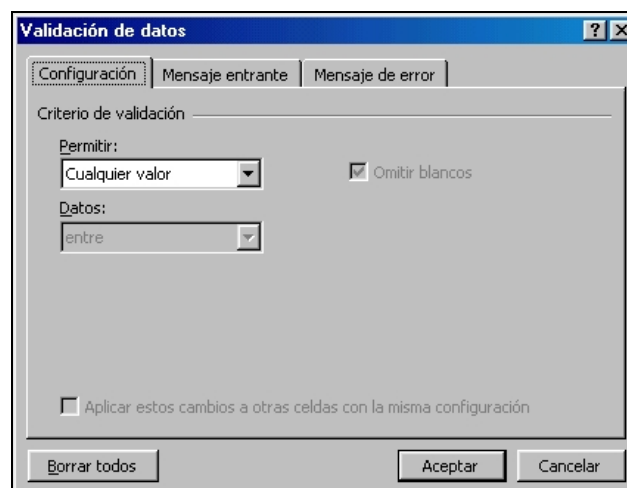 Validación de datos
Configuración Mensaje entrante Mensaje de error
Criterio de validación
Permitir:
Cualquier valor Omitir blancos
Datos:
entre
Aplicar estos cambios a otras celdas con la misma configuración
Borrar todos Aceptar Cancelar